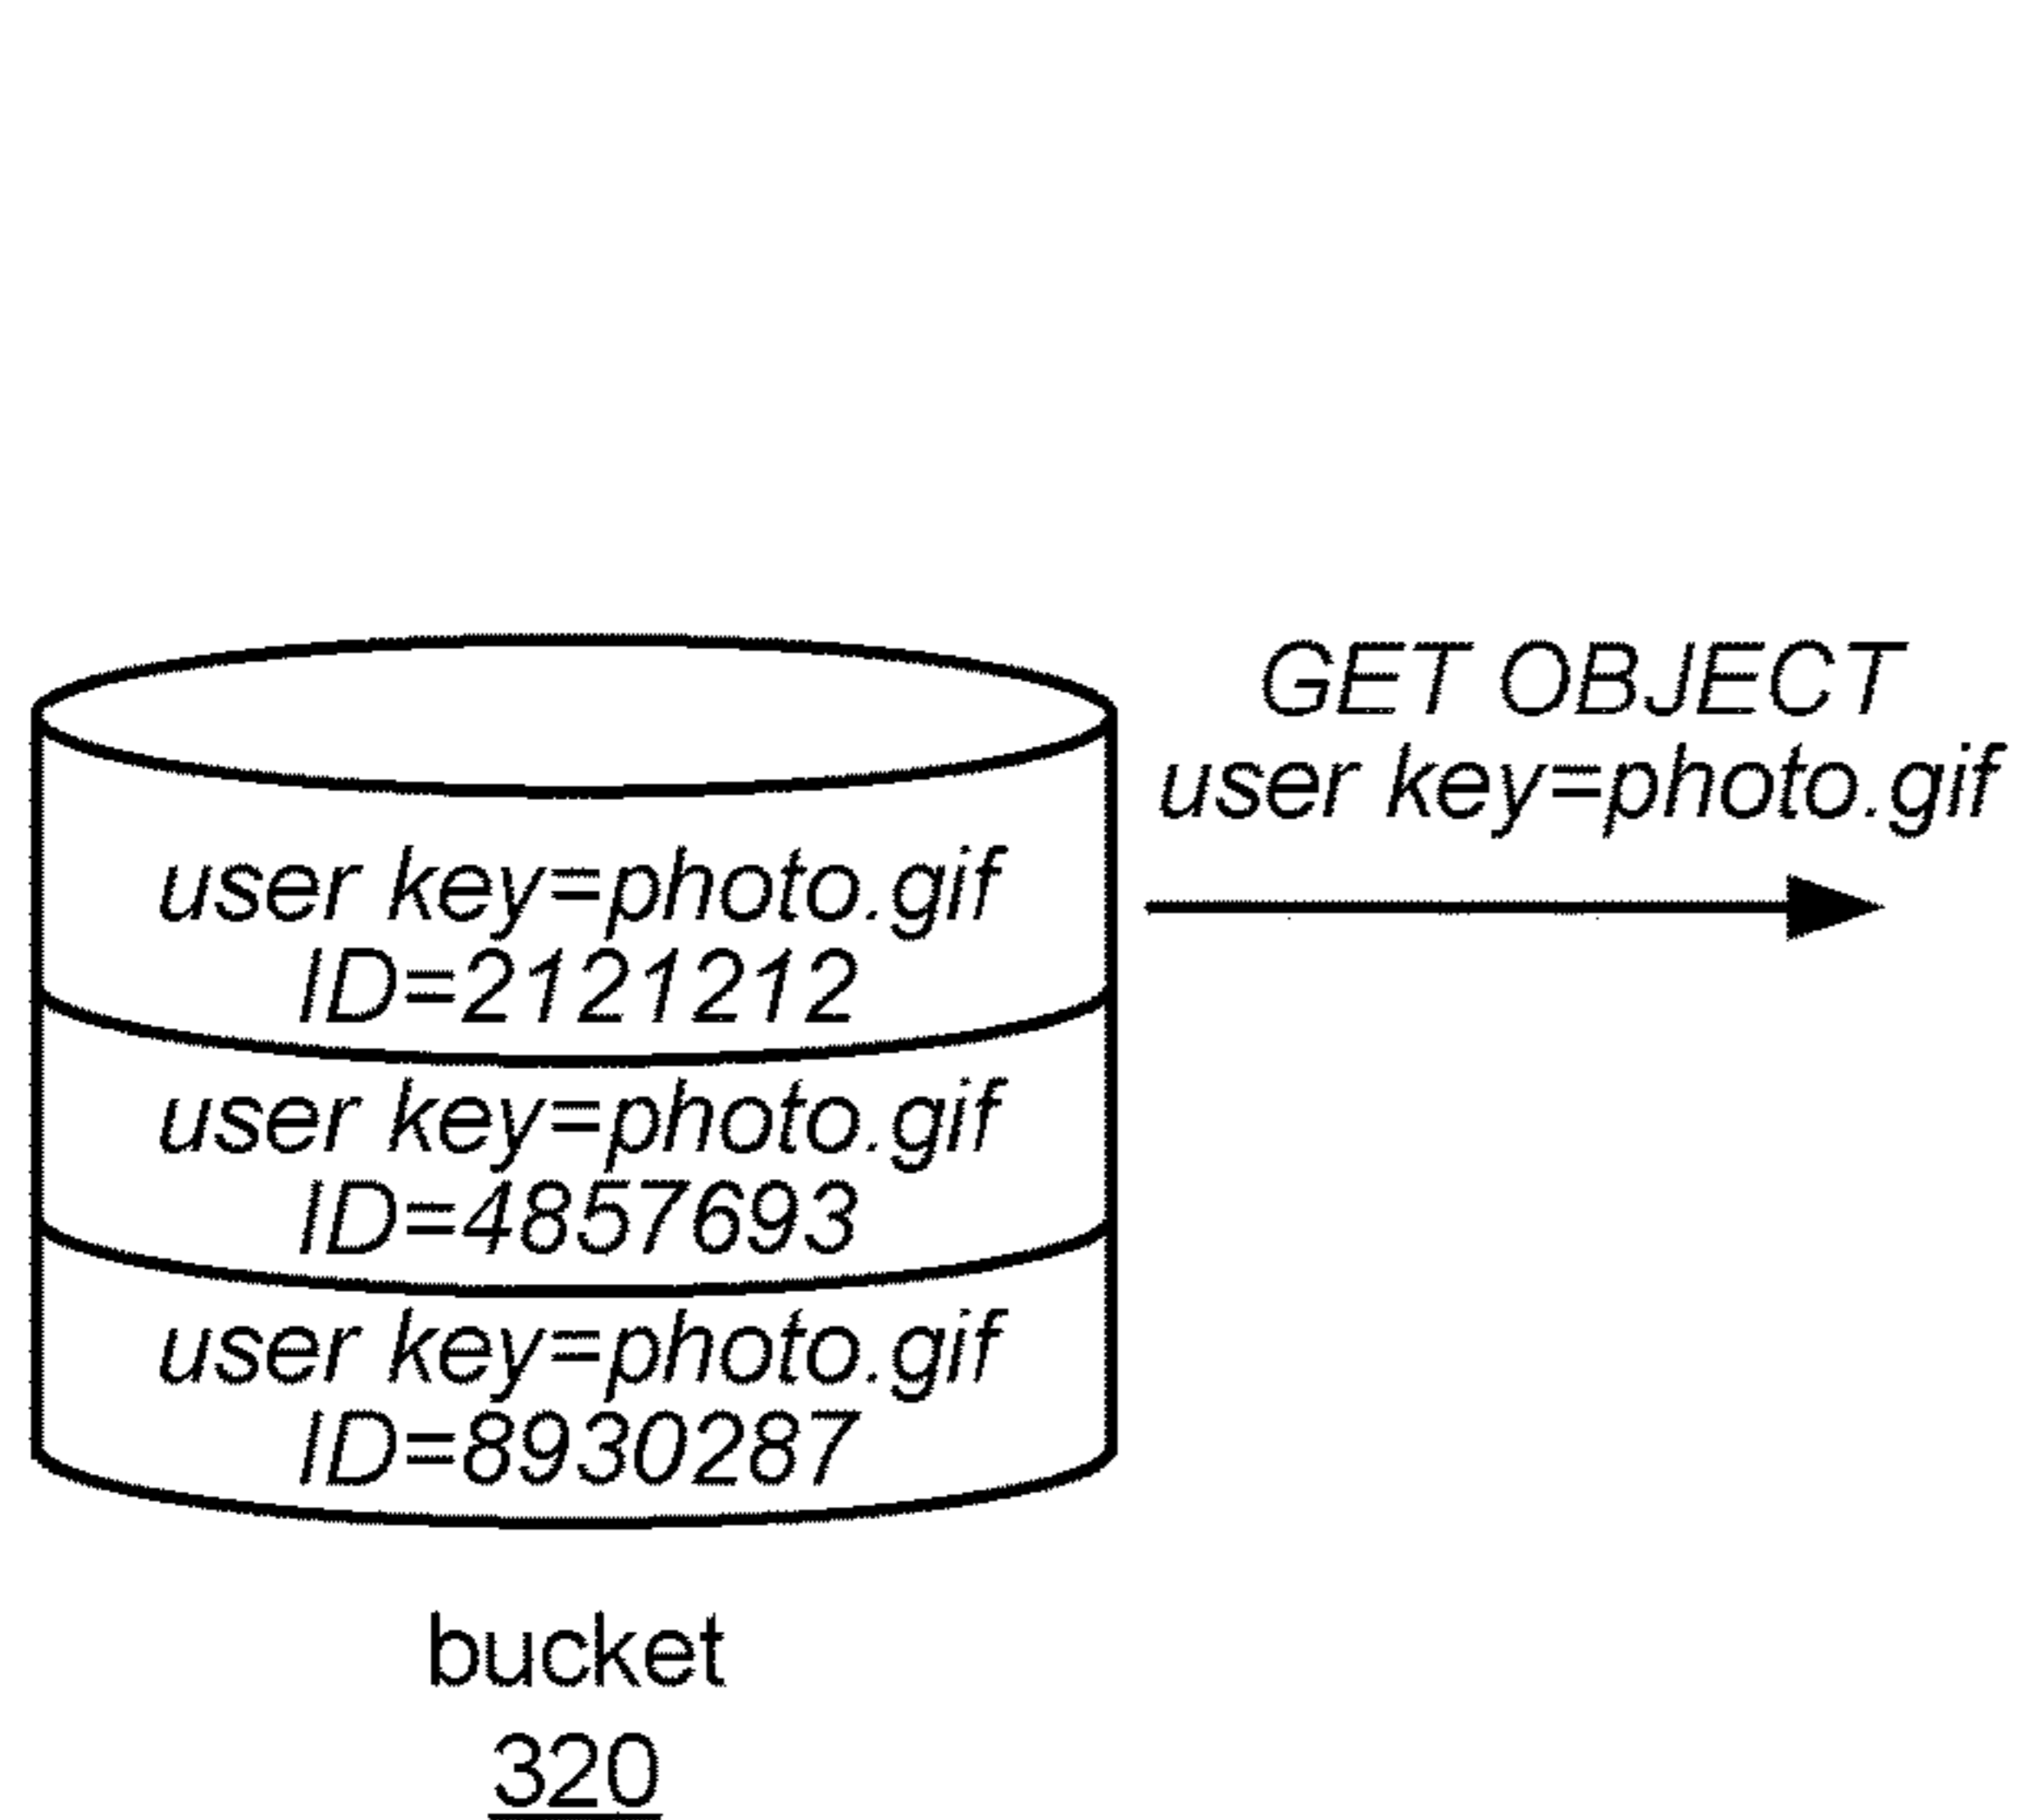 GET OBJECT
user key=photo.gif
user key=photo.gif
ID=2121212
user key=photo.gif
ID=4857693
user key=photo.gif
ID=8930287
bucket
320